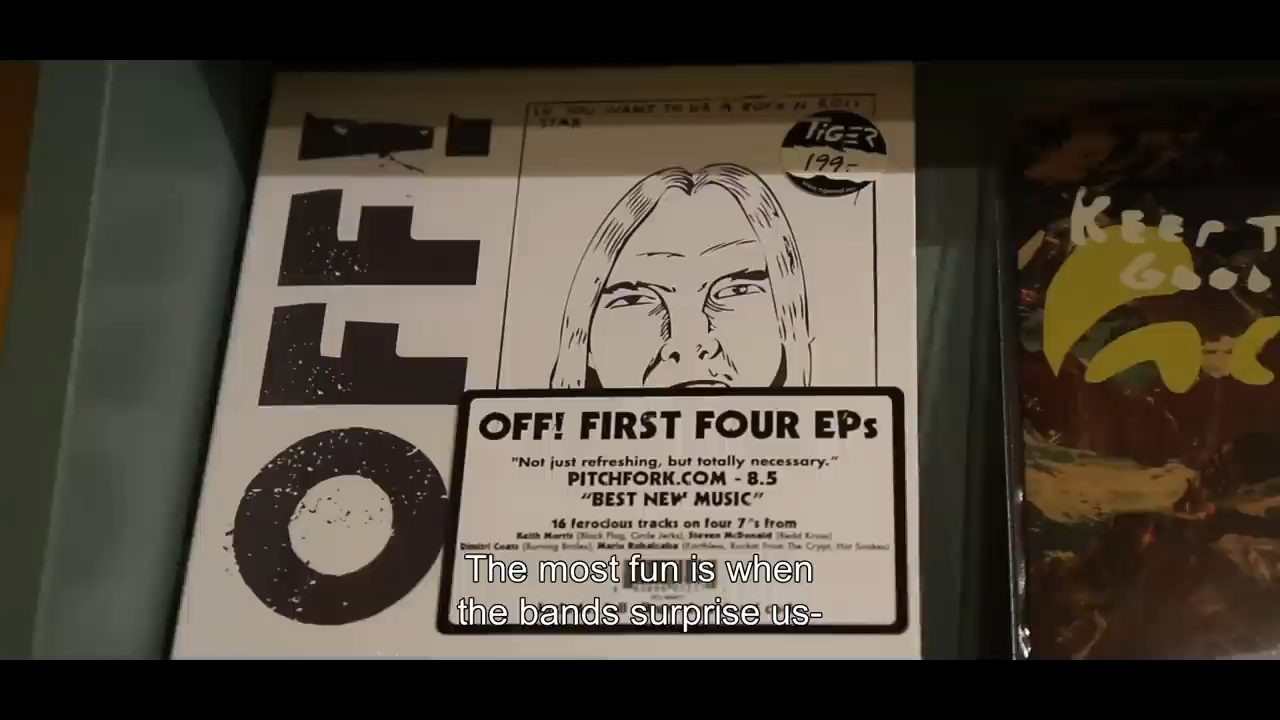 OFF!
SO YOU WANT TO BE A ROCK N ROLL
STAR
TiGER
199.-
KEEP
GOOD
OFF! FIRST FOUR EPs
"Not just refreshing, but totally necessary."
PITCHFORK.COM - 8.5
"BEST NEW MUSIC"
16 ferocious tracks on four 7"s from
Keith Morris (Black Flag, Circle Jerks), Steven McDonald (Redd Kross)
Dimitri Coats (Burning Brides), Mario Rubalcaba (Earthless, Rocket From The Crypt, Hot Snakes)
The most fun is when
the bands surprise us-